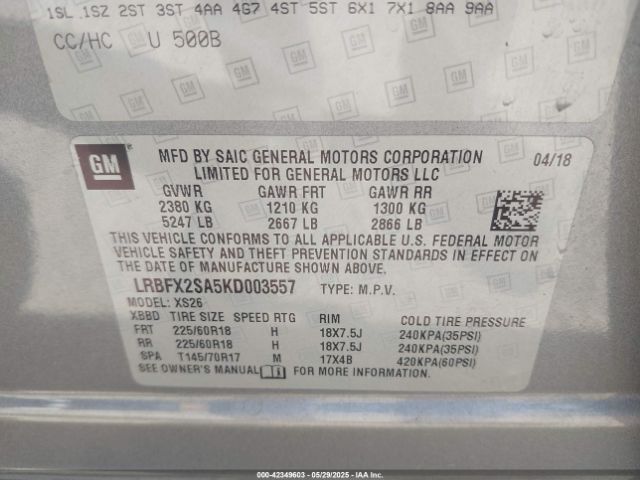 1SL 1SZ 2ST 3ST 4AA 4G7 4ST 5ST 6X1 7X1 8AA 9AA
CC/HC U 500B
GM
MFD BY SAIC GENERAL MOTORS CORPORATION 04/18
LIMITED FOR GENERAL MOTORS LLC
GVWR GAWR FRT GAWR RR
2380 KG 1210 KG 1300 KG
5247 LB 2667 LB 2866 LB
THIS VEHICLE CONFORMS TO ALL APPLICABLE U.S. FEDERAL MOTOR
VEHICLE SAFETY AND THEFT PREVENTION STANDARDS IN EFFECT ON
THE DATE OF MANUFACTURE SHOWN ABOVE.
LRBFX2SA5KD003557 TYPE: M.P.V.
MODEL: XS26
XBBD TIRE SIZE SPEED RTG RIM COLD TIRE PRESSURE
FRT 225/60R18 H 18X7.5J 240KPA(35PSI)
RR 225/60R18 H 18X7.5J 240KPA(35PSI)
SPA T145/70R17 M 17X4B 420KPA(60PSI)
SEE OWNER'S MANUAL FOR MORE INFORMATION.
00-42349603 — 05/29/2025 — IAAI.COM